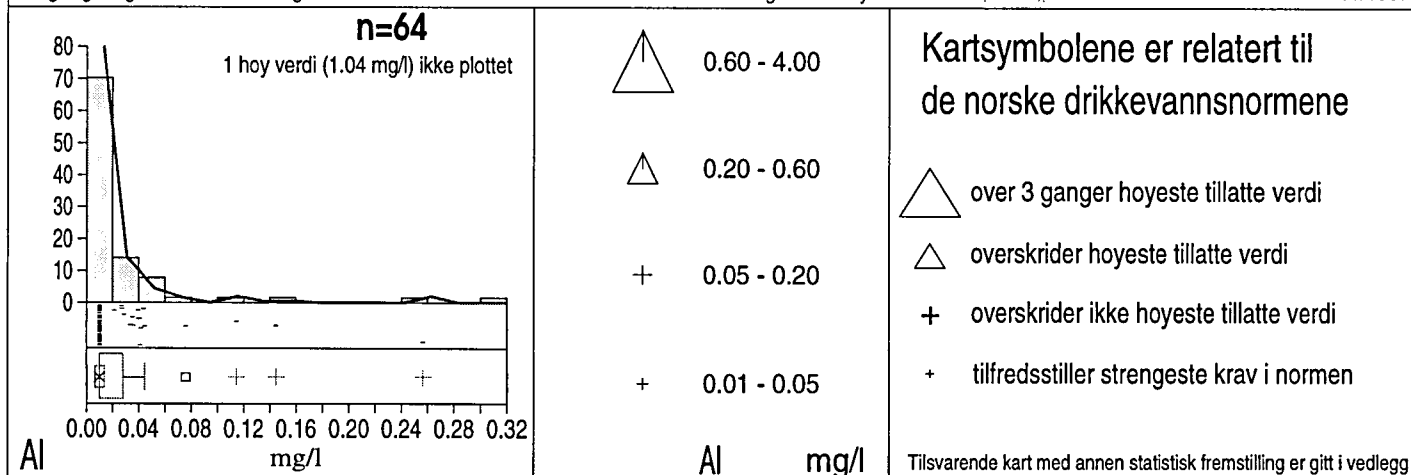 n=64
1 hoy verdi (1.04 mg/l) ikke plottet
80
70
60
50
40
30
20
10
0
0.00 0.04 0.08 0.12 0.16 0.20 0.24 0.28 0.32
Al
mg/l
0.60 - 4.00
0.20 - 0.60
0.05 - 0.20
0.01 - 0.05
Al mg/l
Kartsymbolene er relatert til
de norske drikkevannsnormene
over 3 ganger hoyeste tillatte verdi
overskrider hoyeste tillatte verdi
overskrider ikke hoyeste tillatte verdi
tilfredsstiller strengeste krav i normen
Tilsvarende kart med annen statistisk fremstilling er gitt i vedlegg